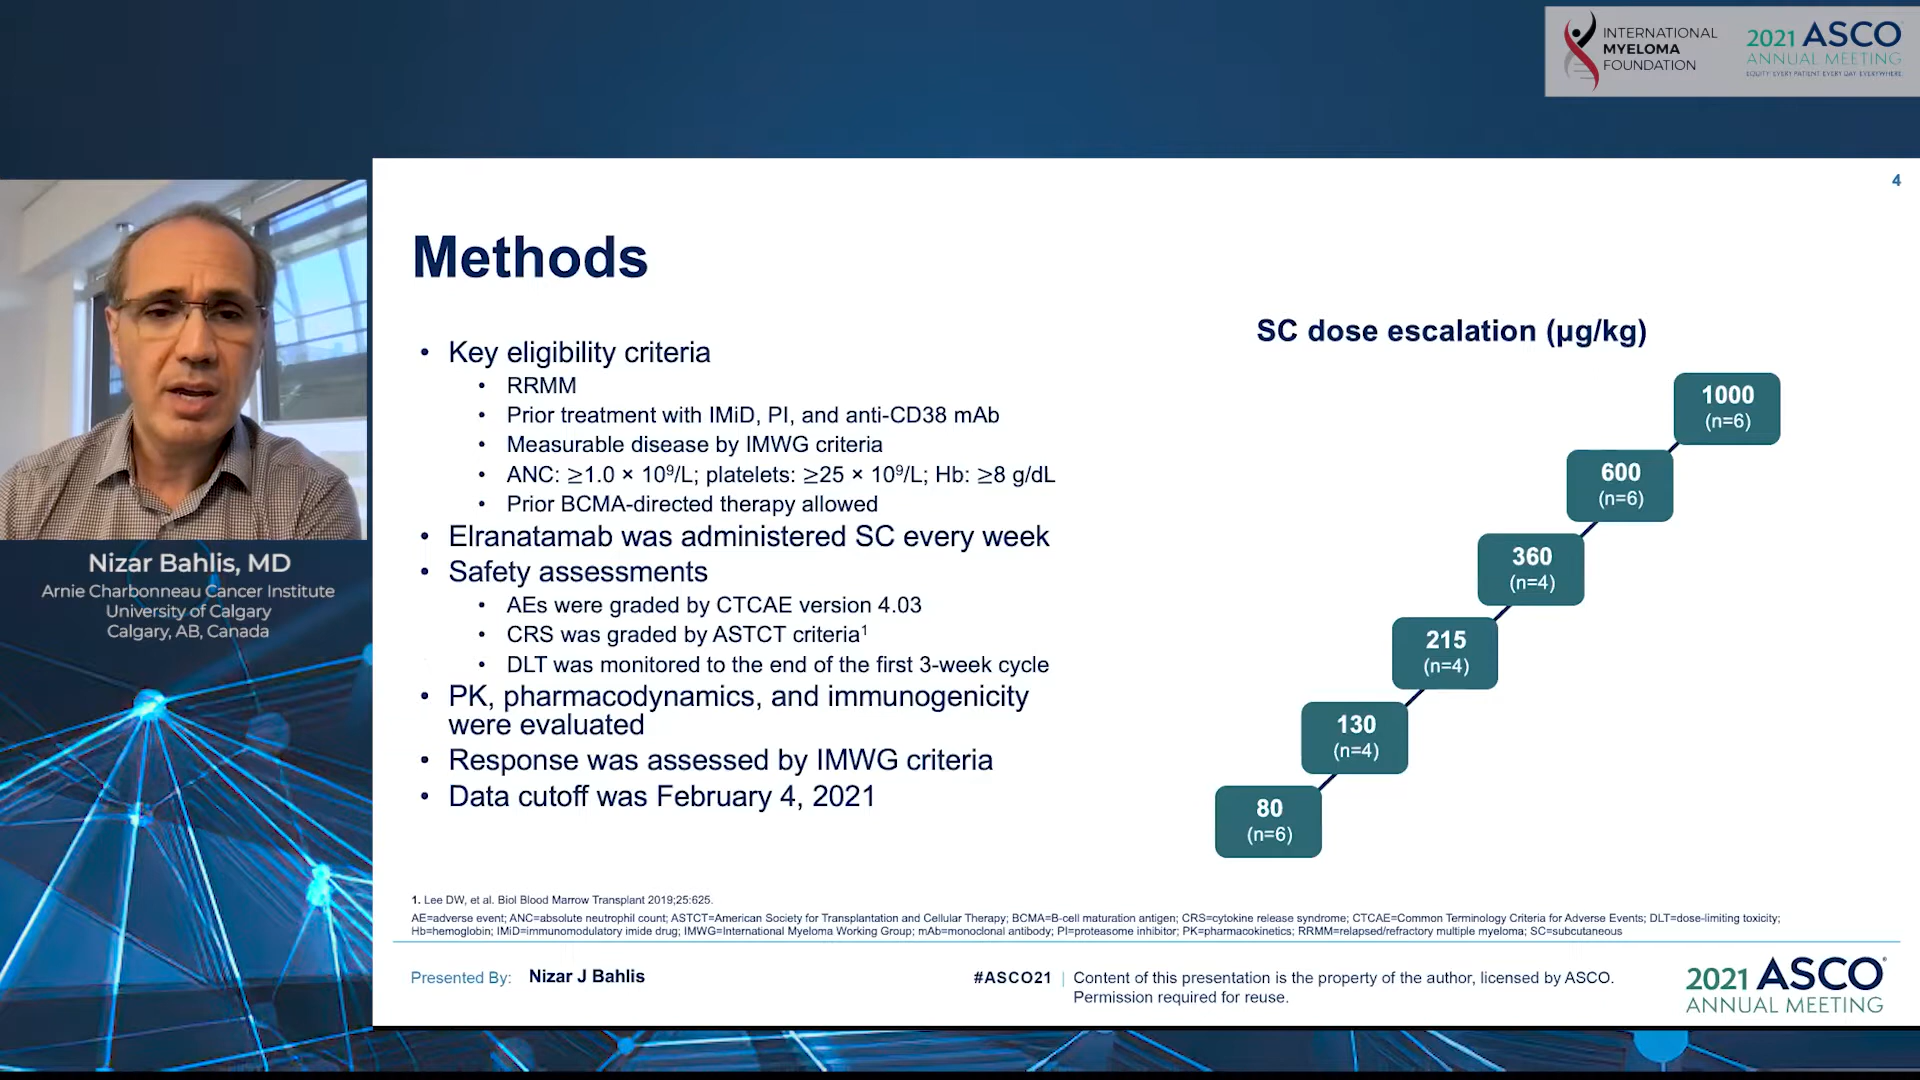 INTERNATIONAL
MYELOMA
FOUNDATION
2021 ASCO
ANNUAL MEETING
EQUITY: EVERY PATIENT. EVERY DAY. EVERYWHERE.
4
Methods
• Key eligibility criteria
• RRMM
• Prior treatment with IMiD, PI, and anti-CD38 mAb
• Measurable disease by IMWG criteria
• ANC: ≥1.0 × 10⁹/L; platelets: ≥25 × 10⁹/L; Hb: ≥8 g/dL
• Prior BCMA-directed therapy allowed
• Elranatamab was administered SC every week
• Safety assessments
• AEs were graded by CTCAE version 4.03
• CRS was graded by ASTCT criteria¹
• DLT was monitored to the end of the first 3-week cycle
• PK, pharmacodynamics, and immunogenicity
were evaluated
• Response was assessed by IMWG criteria
• Data cutoff was February 4, 2021
SC dose escalation (µg/kg)
1000
(n=6)
600
(n=6)
360
(n=4)
215
(n=4)
130
(n=4)
80
(n=6)
Nizar Bahlis, MD
Arnie Charbonneau Cancer Institute
University of Calgary
Calgary, AB, Canada
1. Lee DW, et al. Biol Blood Marrow Transplant 2019;25:625.
AE=adverse event; ANC=absolute neutrophil count; ASTCT=American Society for Transplantation and Cellular Therapy; BCMA=B-cell maturation antigen; CRS=cytokine release syndrome; CTCAE=Common Terminology Criteria for Adverse Events; DLT=dose-limiting toxicity;
Hb=hemoglobin; IMiD=immunomodulatory imide drug; IMWG=International Myeloma Working Group; mAb=monoclonal antibody; PI=proteasome inhibitor; PK=pharmacokinetics; RRMM=relapsed/refractory multiple myeloma; SC=subcutaneous
Presented By: Nizar J Bahlis
#ASCO21 | Content of this presentation is the property of the author, licensed by ASCO.
Permission required for reuse.
2021 ASCO®
ANNUAL MEETING